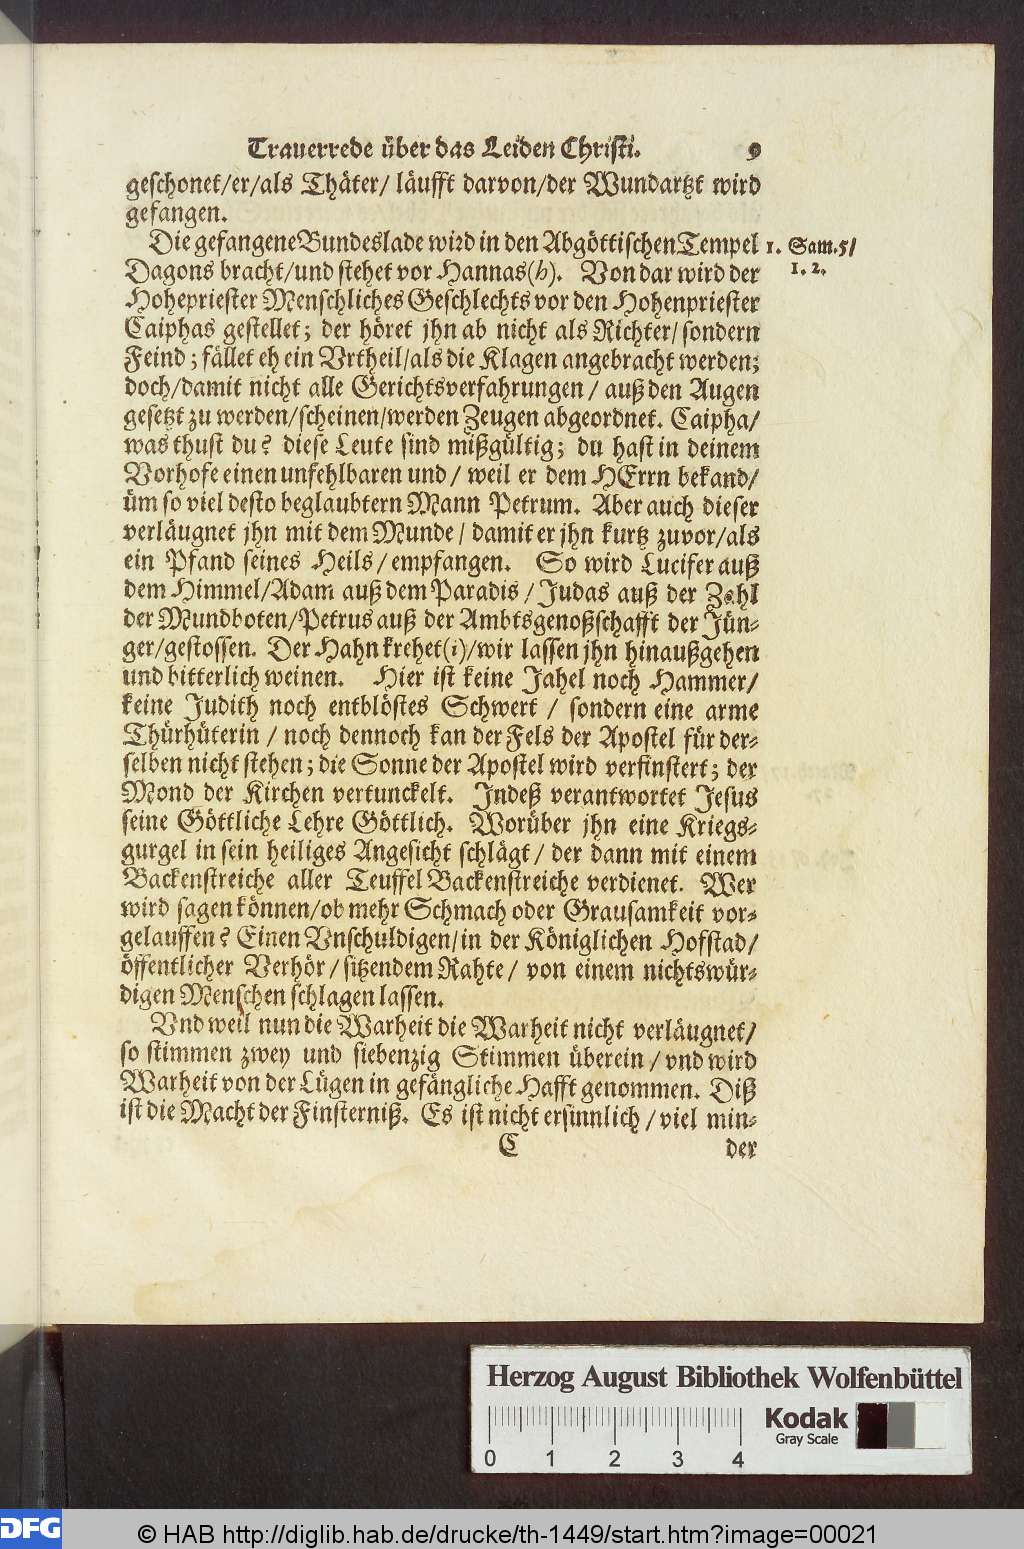 Trauerrede über das Leiden Christi. 9
geschonet/er/als Thäter/ läufft darvon/der Wundartzt wird
gefangen.
Die gefangene Bundeslade wird in den Abgöttischen Tempel 1. Sam. 5/
Dagons bracht/und stehet vor Hannas(h). Von dar wird der 1. 2.
Hohepriester Menschliches Geschlechts vor den Hohenpriester
Caiphas gestellet; der höret jhn ab nicht als Richter/sondern
Feind; fället eh ein Vrtheil/als die Klagen angebracht werden;
doch/damit nicht alle Gerichtsverfahrungen/ auß den Augen
gesetzt zu werden/scheinen/werden Zeugen abgeordnet. Caipha/
was thust du? diese Leute sind mißgültig; du hast in deinem
Vorhofe einen unfehlbaren und/ weil er dem HErrn bekand/
üm so viel desto beglaubtern Mann Petrum. Aber auch dieser
verläugnet jhn mit dem Munde/ damit er jhn kurtz zuvor/als
ein Pfand seines Heils/empfangen. So wird Lucifer auß
dem Himmel/Adam auß dem Paradis/Judas auß der Zahl
der Mundboten/Petrus auß der Ambtsgenoßschafft der Jün-
ger/gestossen. Der Hahn krehet(i)/wir lassen jhn hinaußgehen
und bitterlich weinen. Hier ist keine Jahel noch Hammer/
keine Judith noch entblöstes Schwert / sondern eine arme
Thürhüterin / noch dennoch kan der Fels der Apostel für der-
selben nicht stehen; die Sonne der Apostel wird verfinstert; der
Mond der Kirchen vertunckelt. Indeß verantwortet Jesus
seine Göttliche Lehre Göttlich. Worüber jhn eine Kriegs-
gurgel in sein heiliges Angesicht schlägt/ der dann mit einem
Backenstreiche aller Teuffel Backenstreiche verdienet. Wer
wird sagen können/ob mehr Schmach oder Grausamkeit vor-
gelauffen? Einen Vnschuldigen/in der Königlichen Hofstad/
öffentlicher Verhör/sitzendem Rahte/ von einem nichtswür-
digen Menschen schlagen lassen.
Vnd weil nun die Warheit die Warheit nicht verläugnet/
so stimmen zwey und siebenzig Stimmen überein/vnd wird
Warheit von der Lügen in gefängliche Hafft genommen. Diß
ist die Macht der Finsterniß. Es ist nicht ersinnlich/viel min-
C der
Herzog August Bibliothek Wolfenbüttel
Kodak
Gray Scale
0 1 2 3 4
DFG © HAB http://diglib.hab.de/drucke/th-1449/start.htm?image=00021